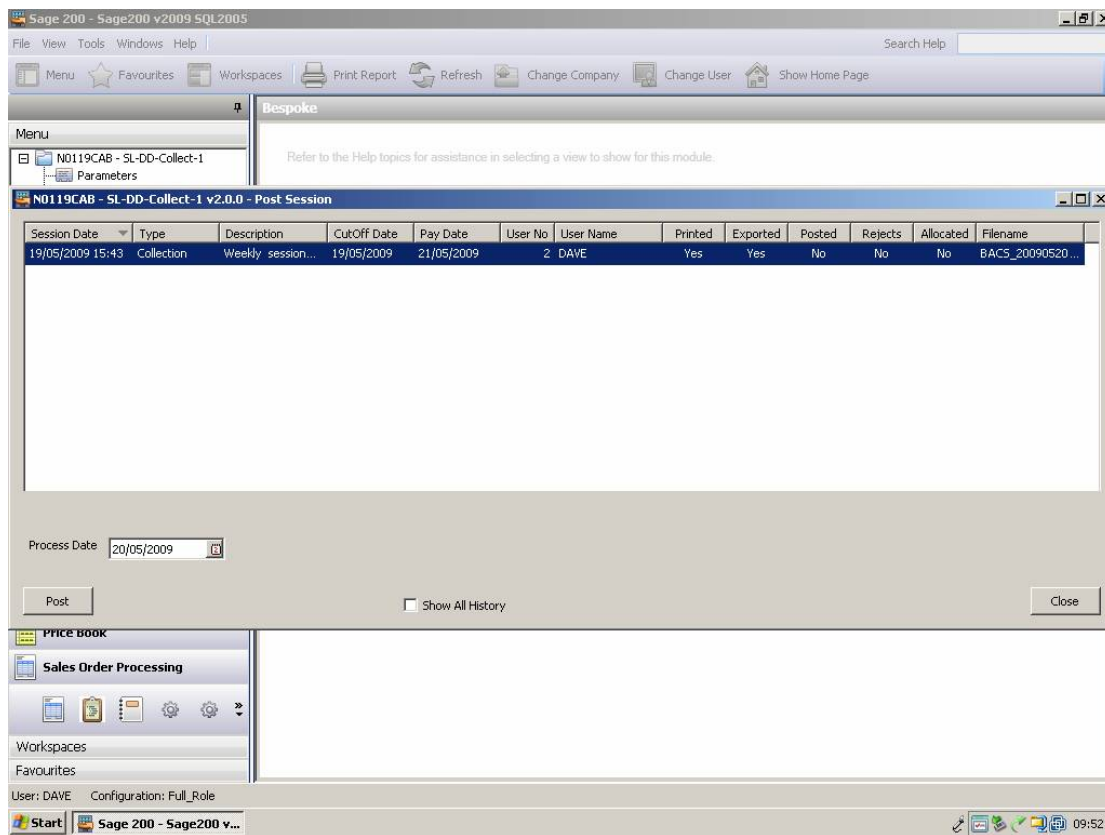 Sage 200 - Sage200 v2009 SQL2005
File View Tools Windows Help Search Help
Menu Favourites Workspaces Print Report Refresh Change Company Change User Show Home Page
Bespoke
Menu
N0119CAB - SL-DD-Collect-1
Parameters
Refer to the Help topics for assistance in selecting a view to show for this module.
N0119CAB - SL-DD-Collect-1 v2.0.0 - Post Session
Session Date Type Description CutOff Date Pay Date User No User Name Printed Exported Posted Rejects Allocated Filename
19/05/2009 15:43 Collection Weekly session... 19/05/2009 21/05/2009 2 DAVE Yes Yes No No No BACS_20090520...
Process Date 20/05/2009
Post Show All History Close
Price Book
Sales Order Processing
Workspaces
Favourites
User: DAVE Configuration: Full_Role
Start Sage 200 - Sage200 v... 09:52